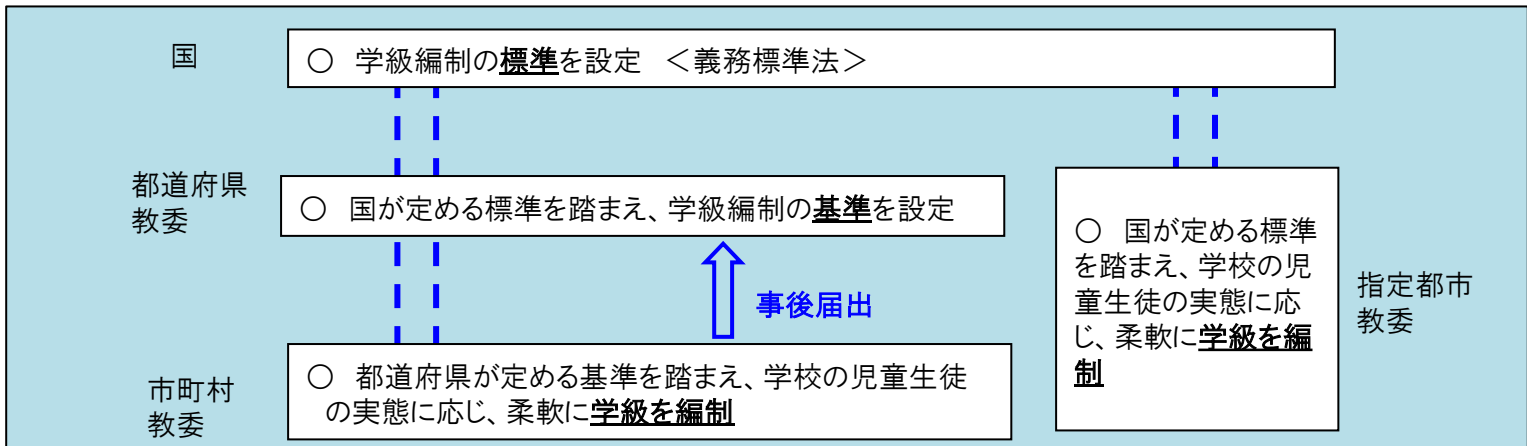 国
○ 学級編制の標準を設定 <義務標準法>
都道府県
教委
○ 国が定める標準を踏まえ、学級編制の基準を設定
事後届出
市町村
教委
○ 都道府県が定める基準を踏まえ、学校の児童生徒
の実態に応じ、柔軟に学級を編制
○ 国が定める標準
を踏まえ、学校の児
童生徒の実態に応
じ、柔軟に学級を編
制
指定都市
教委